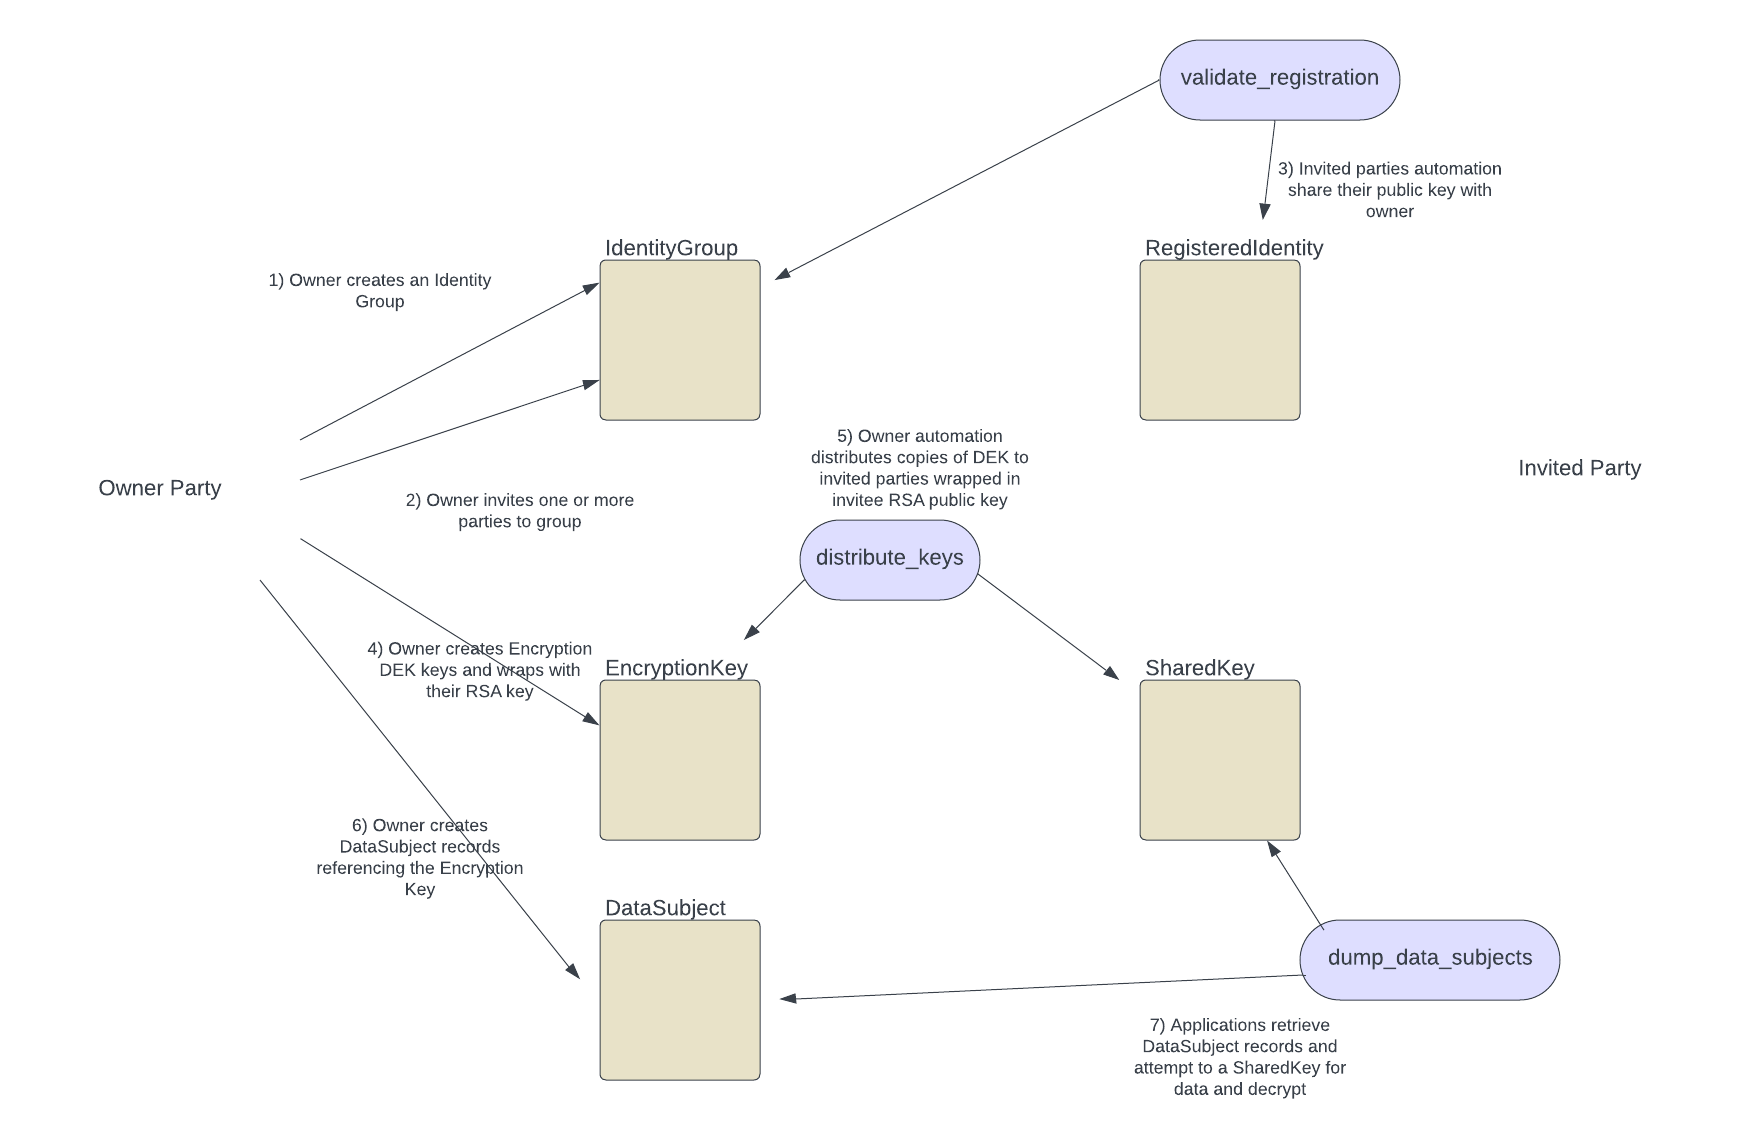 validate_registration
3) Invited parties automation
share their public key with
owner
IdentityGroup
RegisteredIdentity
1) Owner creates an Identity
Group
5) Owner automation
distributes copies of DEK to
invited parties wrapped in
invitee RSA public key
Invited Party
Owner Party
2) Owner invites one or more
parties to group
distribute_keys
4) Owner creates Encryption
DEK keys and wraps with
their RSA key
EncryptionKey
SharedKey
6) Owner creates
DataSubject records
referencing the Encryption
Key
DataSubject
dump_data_subjects
7) Applications retrieve
DataSubject records and
attempt to a SharedKey for
data and decrypt